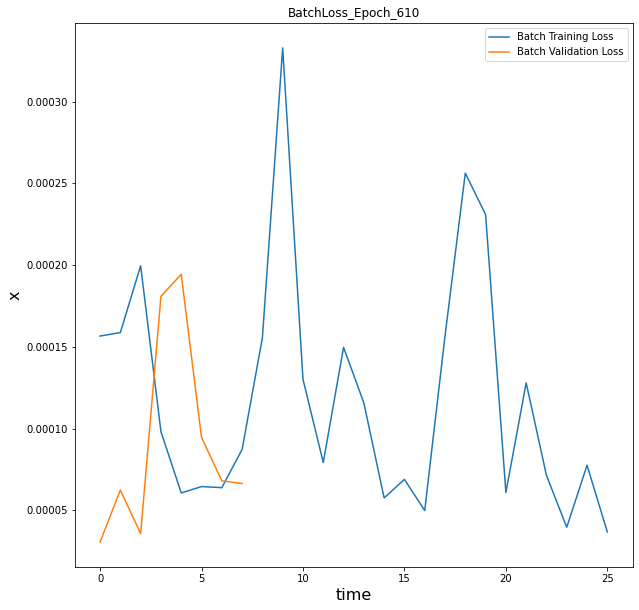 BatchLoss_Epoch_610
Batch Training Loss
Batch Validation Loss
0.00030
0.00025
0.00020
0.00015
0.00010
0.00005
x
0 5 10 15 20 25
time